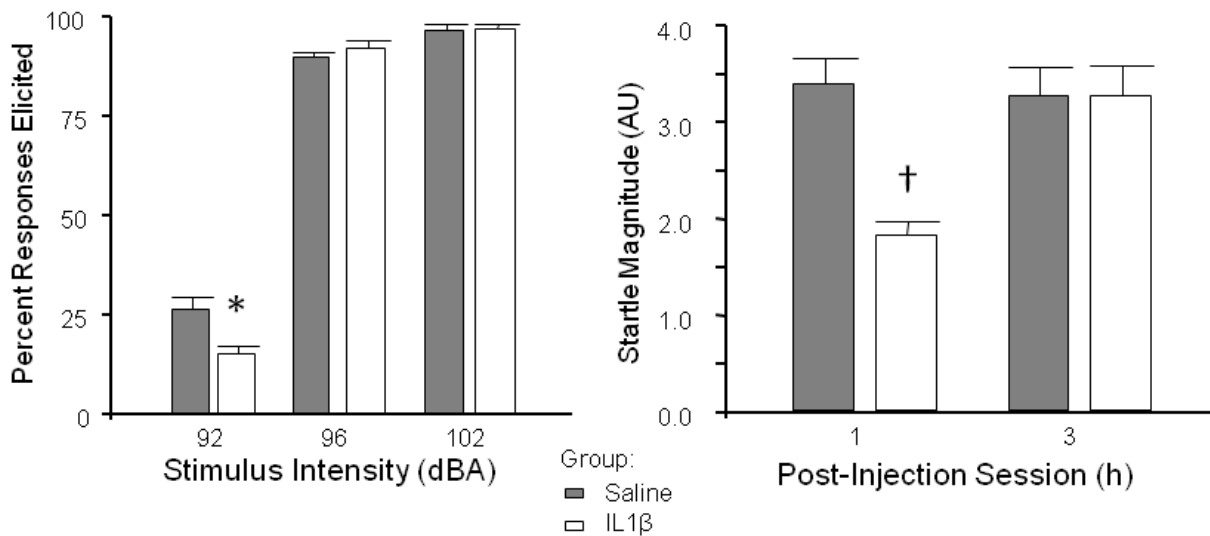 Percent Responses Elicited
100
75
50
25
0
*
92 96 102
Stimulus Intensity (dBA)
Startle Magnitude (AU)
4.0
3.0
2.0
1.0
0.0
†
1 3
Post-Injection Session (h)
Group:
Saline
IL1β